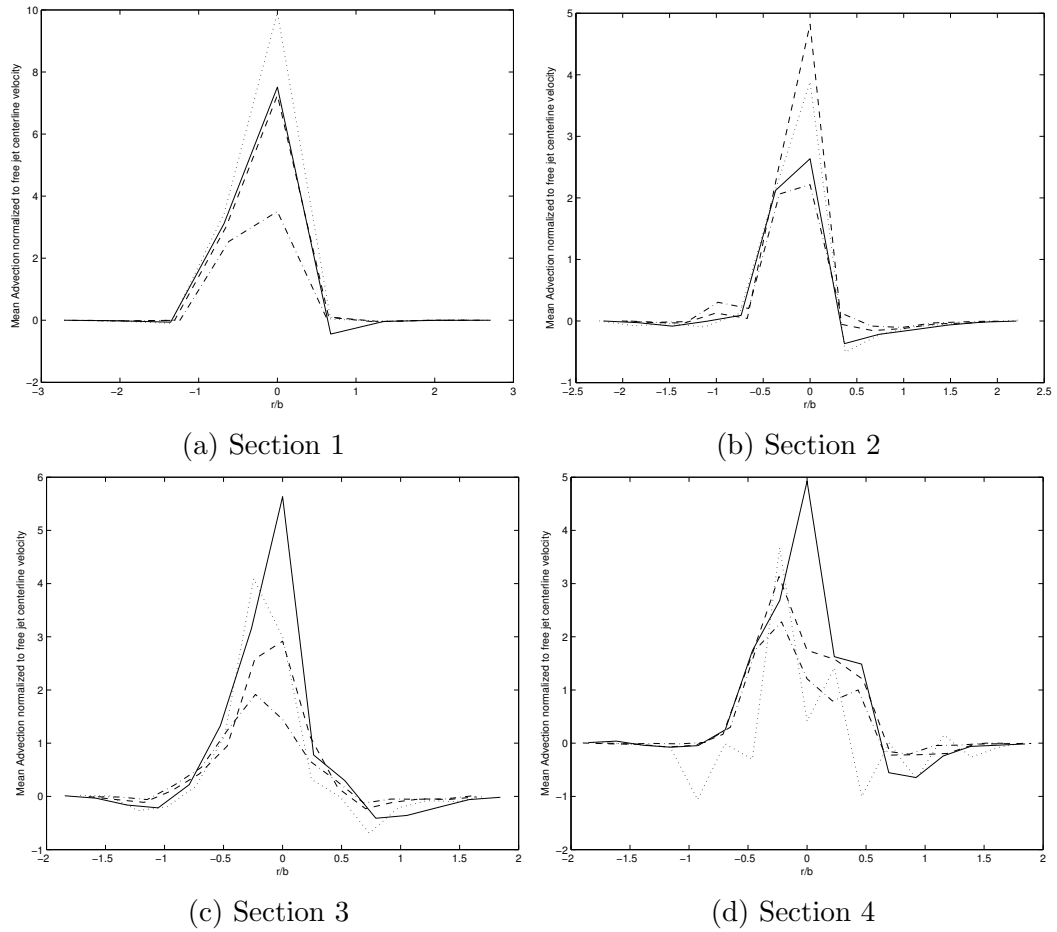 10
8
6
4
2
0
−2
Mean Advection normalized to free jet centerline velocity
−3 −2 −1 0 1 2 3
r/b
(a) Section 1
5
4
3
2
1
0
−1
Mean Advection normalized to free jet centerline velocity
−2.5 −2 −1.5 −1 −0.5 0 0.5 1 1.5 2 2.5
r/b
(b) Section 2
6
5
4
3
2
1
0
−1
Mean Advection normalized to free jet centerline velocity
−2 −1.5 −1 −0.5 0 0.5 1 1.5 2
r/b
(c) Section 3
5
4
3
2
1
0
−1
−2
Mean Advection normalized to free jet centerline velocity
−2 −1.5 −1 −0.5 0 0.5 1 1.5 2
r/b
(d) Section 4